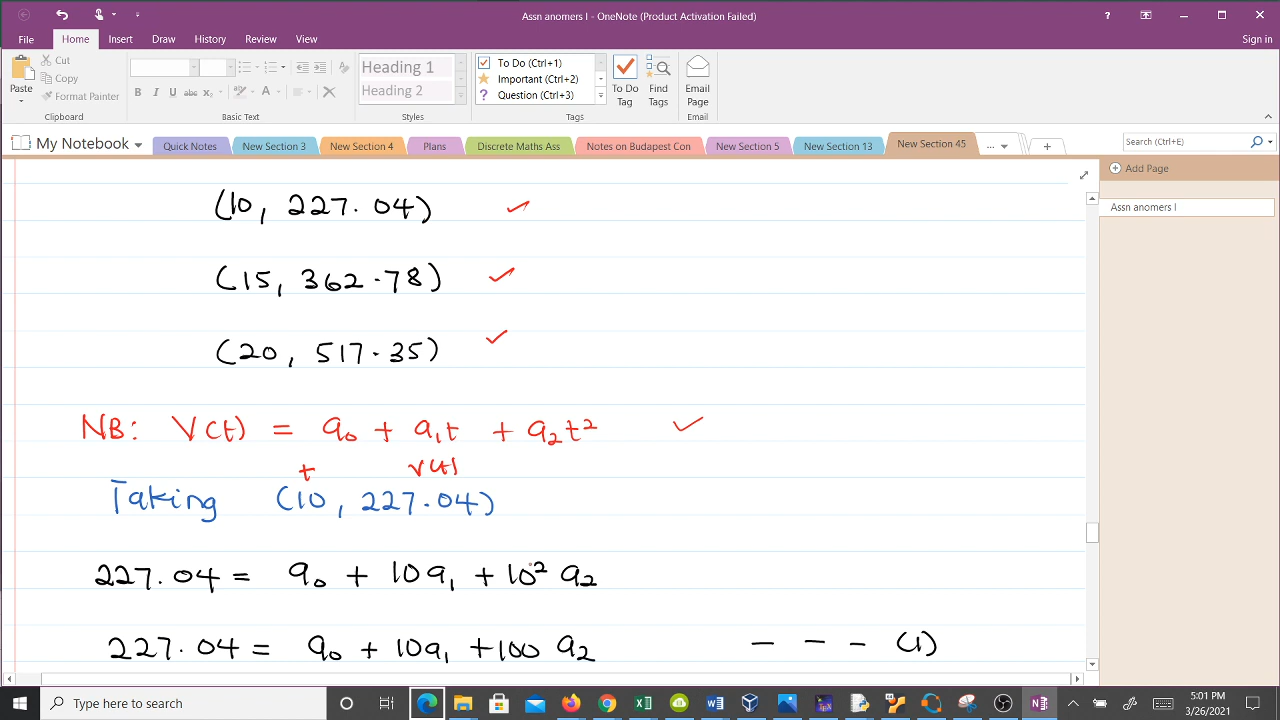 Assn anomers I - OneNote (Product Activation Failed)
File Home Insert Draw History Review View
Sign in
Paste
Cut
Copy
Format Painter
Clipboard
B I U abc x₂ A
Basic Text
Heading 1
Heading 2
Styles
To Do (Ctrl+1)
Important (Ctrl+2)
Question (Ctrl+3)
To Do Tag
Find Tags
Tags
Email Page
Email
My Notebook Quick Notes New Section 3 New Section 4 Plans Discrete Maths Ass Notes on Budapest Con New Section 5 New Section 13 New Section 45 ...
Search (Ctrl+E)
Add Page
Assn anomers I
(10, 227.04) ✓
(15, 362.78) ✓
(20, 517.35) ✓
NB: V(t) = a₀ + a₁t + a₂t² ✓
t v(t)
Taking (10, 227.04)
227.04 = a₀ + 10a₁ + 10² a₂
227.04 = a₀ + 10a₁ + 100 a₂ - - - (1)
Type here to search
5:01 PM
3/26/2021